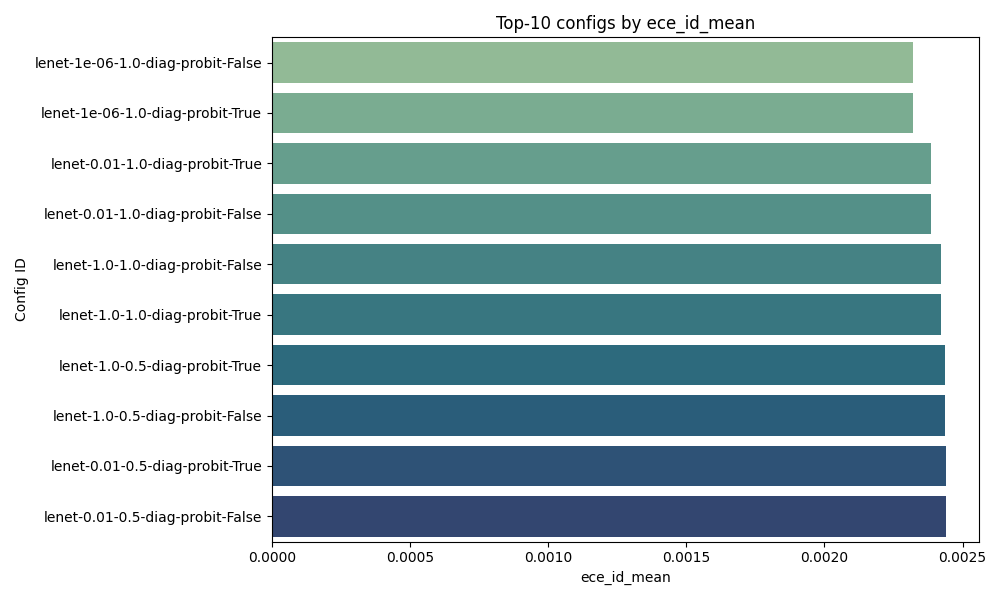 Top-10 configs by ece_id_mean
Config ID
lenet-1e-06-1.0-diag-probit-False
lenet-1e-06-1.0-diag-probit-True
lenet-0.01-1.0-diag-probit-True
lenet-0.01-1.0-diag-probit-False
lenet-1.0-1.0-diag-probit-False
lenet-1.0-1.0-diag-probit-True
lenet-1.0-0.5-diag-probit-True
lenet-1.0-0.5-diag-probit-False
lenet-0.01-0.5-diag-probit-True
lenet-0.01-0.5-diag-probit-False
0.0000 0.0005 0.0010 0.0015 0.0020 0.0025
ece_id_mean